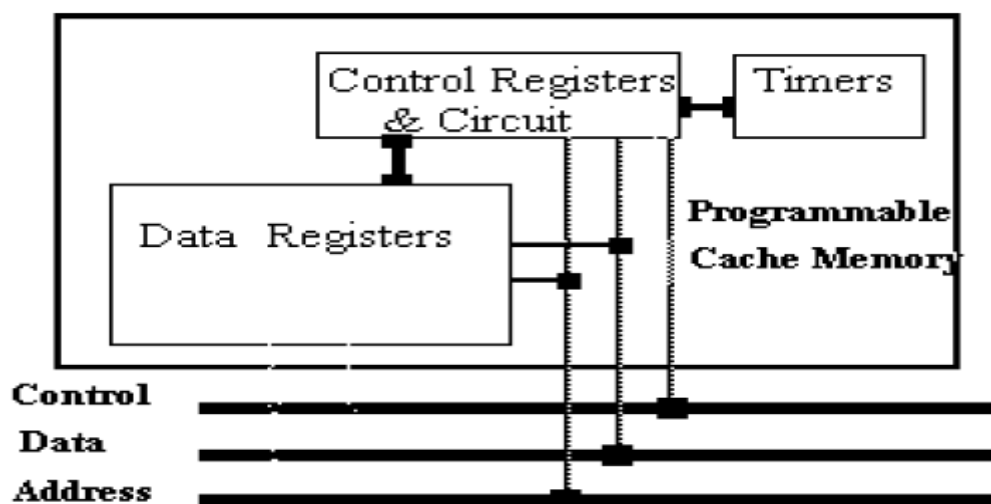 Control Registers
& Circuit
Timers
Data Registers
Programmable
Cache Memory
Control
Data
Address